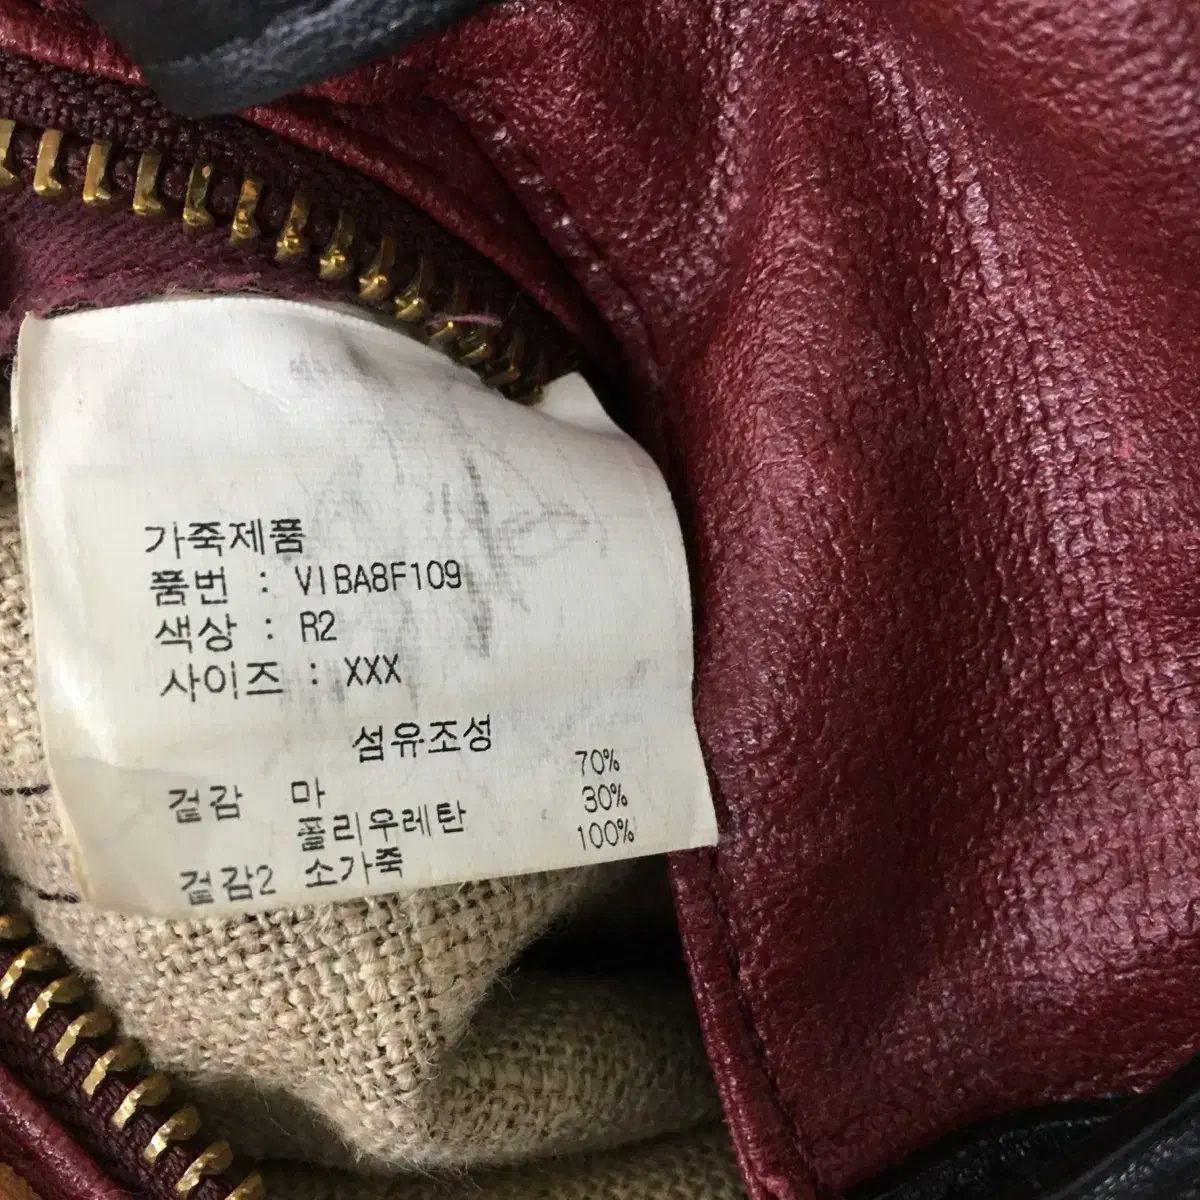 가죽제품
품번 : VIBA8F109
색상 : R2
사이즈 : XXX
섬유조성
겉감 마 70%
폴리우레탄 30%
겉감2 소가죽 100%